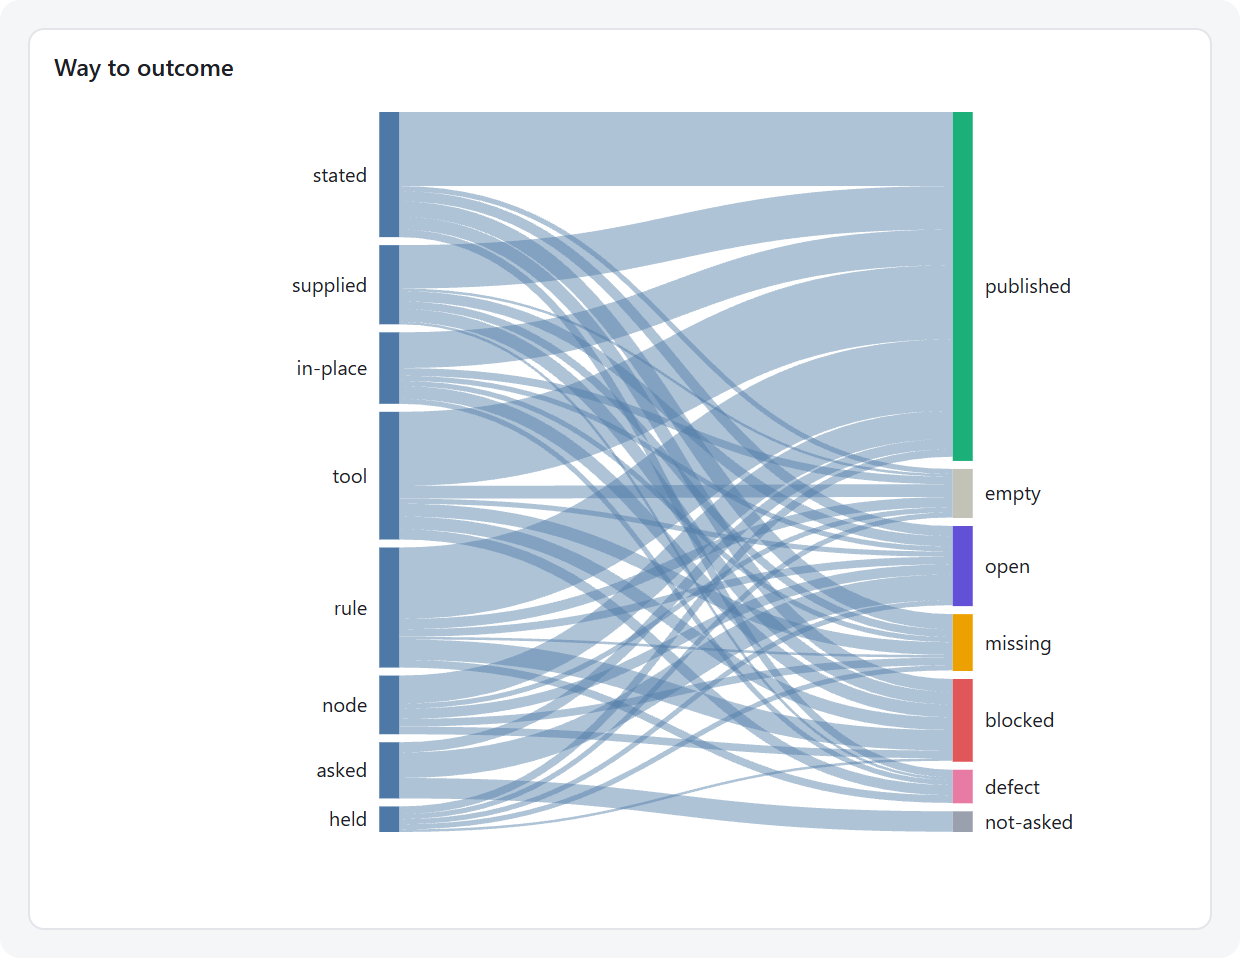 Way to outcome
stated
supplied
in-place
tool
rule
node
asked
held
published
empty
open
missing
blocked
defect
not-asked